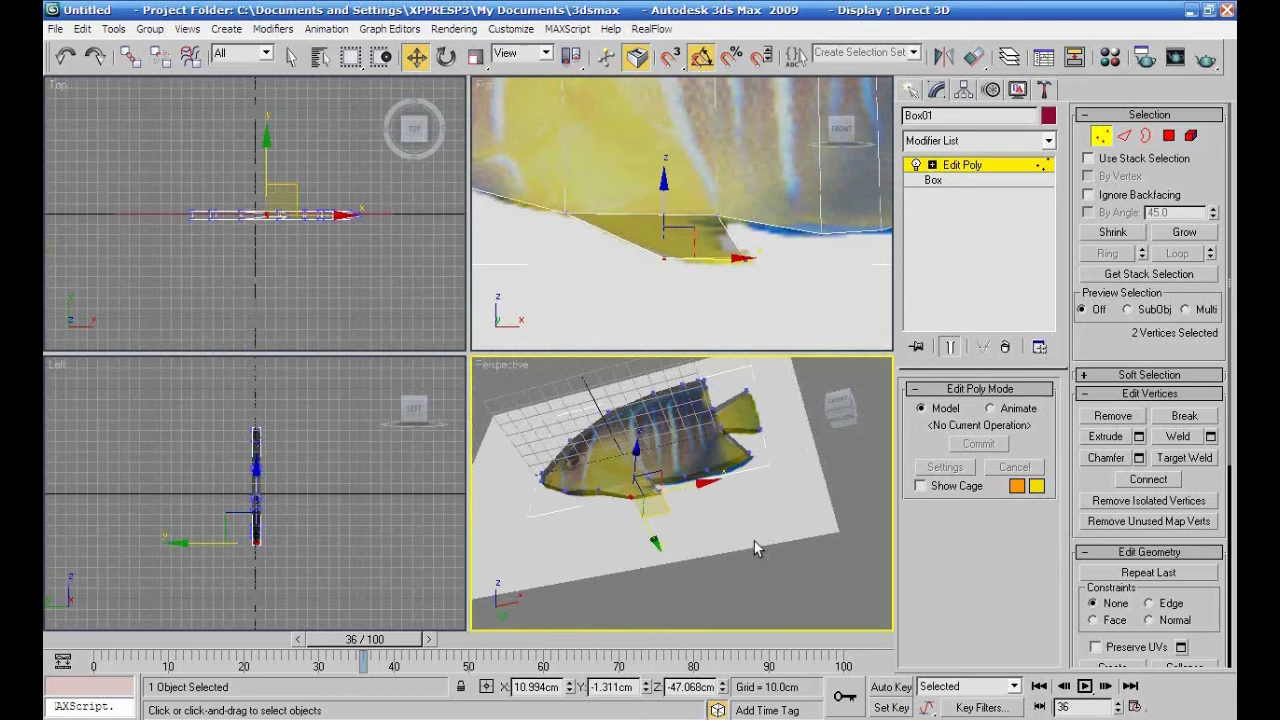 Untitled - Project Folder: C:\Documents and Settings\XPPRESP3\My Documents\3dsmax - Autodesk 3ds Max 2009 - Display : Direct 3D
File Edit Tools Group Views Create Modifiers Animation Graph Editors Rendering Customize MAXScript Help RealFlow
All View 3 % ABC Create Selection Set
Top
TOP
y
x
FRONT
z
x
Box01
Modifier List
Edit Poly
Box
Selection
Use Stack Selection
By Vertex
Ignore Backfacing
By Angle: 45.0
Shrink Grow
Ring Loop
Get Stack Selection
Preview Selection
Off SubObj Multi
2 Vertices Selected
Soft Selection
Edit Vertices
Remove Break
Extrude Weld
Chamfer Target Weld
Connect
Remove Isolated Vertices
Remove Unused Map Verts
Edit Geometry
Repeat Last
Constraints
None Edge
Face Normal
Preserve UVs
Edit Poly Mode
Model Animate
<No Current Operation>
Commit
Settings Cancel
Show Cage
Left
LEFT
Perspective
36 / 100
0 10 20 30 40 50 60 70 80 90 100
1 Object Selected X: 10.994cm Y: -1.311cm Z: -47.068cm Grid = 10.0cm Auto Key Selected
AXScript. Click or click-and-drag to select objects Add Time Tag Set Key Key Filters... 36